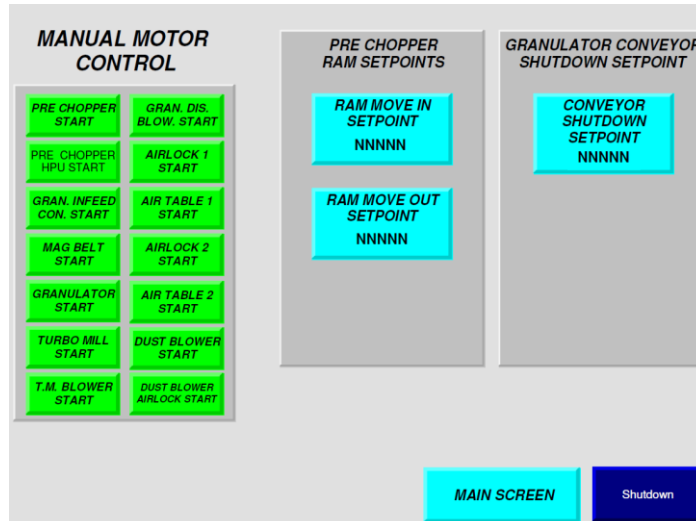 MANUAL MOTOR
CONTROL
PRE CHOPPER
START
GRAN. DIS.
BLOW. START
PRE CHOPPER
HPU START
AIRLOCK 1
START
GRAN. INFEED
CON. START
AIR TABLE 1
START
MAG BELT
START
AIRLOCK 2
START
GRANULATOR
START
AIR TABLE 2
START
TURBO MILL
START
DUST BLOWER
START
T.M. BLOWER
START
DUST BLOWER
AIRLOCK START
PRE CHOPPER
RAM SETPOINTS
RAM MOVE IN
SETPOINT
NNNNN
RAM MOVE OUT
SETPOINT
NNNNN
GRANULATOR CONVEYOR
SHUTDOWN SETPOINT
CONVEYOR
SHUTDOWN
SETPOINT
NNNNN
MAIN SCREEN
Shutdown